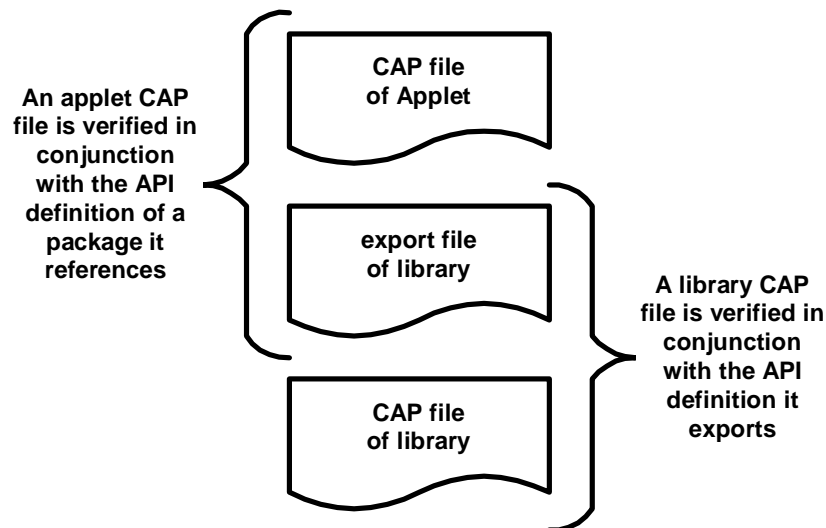 An applet CAP
file is verified in
conjunction
with the API
definition of a
package it
references
CAP file
of Applet
export file
of library
CAP file
of library
A library CAP
file is verified in
conjunction
with the API
definition it
exports